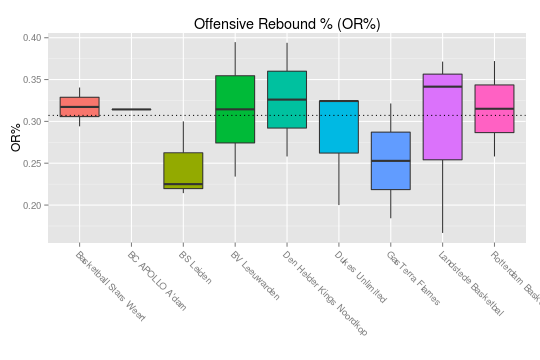 Offensive Rebound % (OR%)
OR%
0.40
0.35
0.30
0.25
0.20
Basketball Stars Weert
BC APOLLO A'dam
BS Leiden
BV Leeuwarden
Den Helder Kings Noordkop
Dukes Unlimited
GasTerra Flames
Landstede Basketbal
Rotterdam Bask